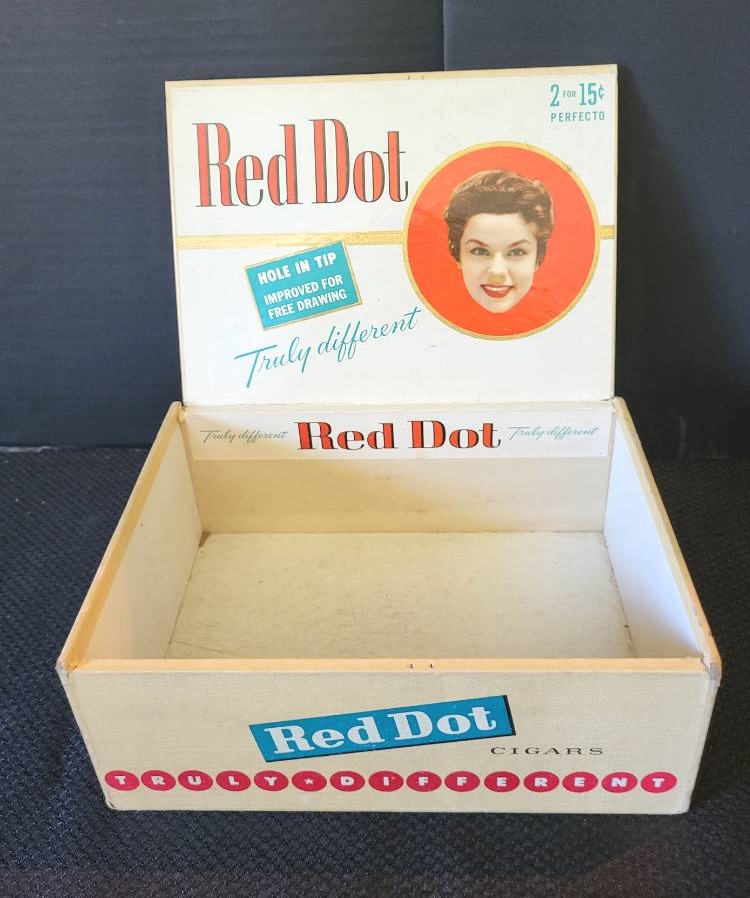 2 FOR 15¢
PERFECTO
Red Dot
HOLE IN TIP
IMPROVED FOR
FREE DRAWING
Truly different
Truly different Red Dot Truly different
Red Dot
CIGARS
TRULY★DIFFERENT